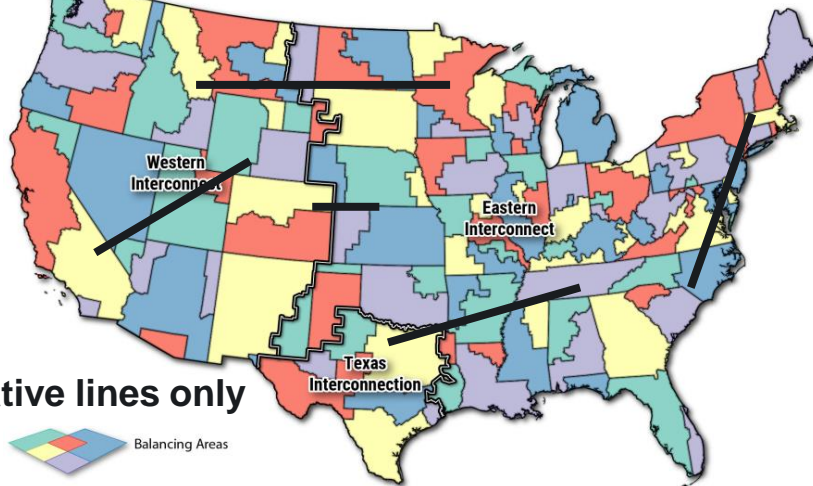 Western
Interconnect
Eastern
Interconnect
Texas
Interconnection
tive lines only
Balancing Areas